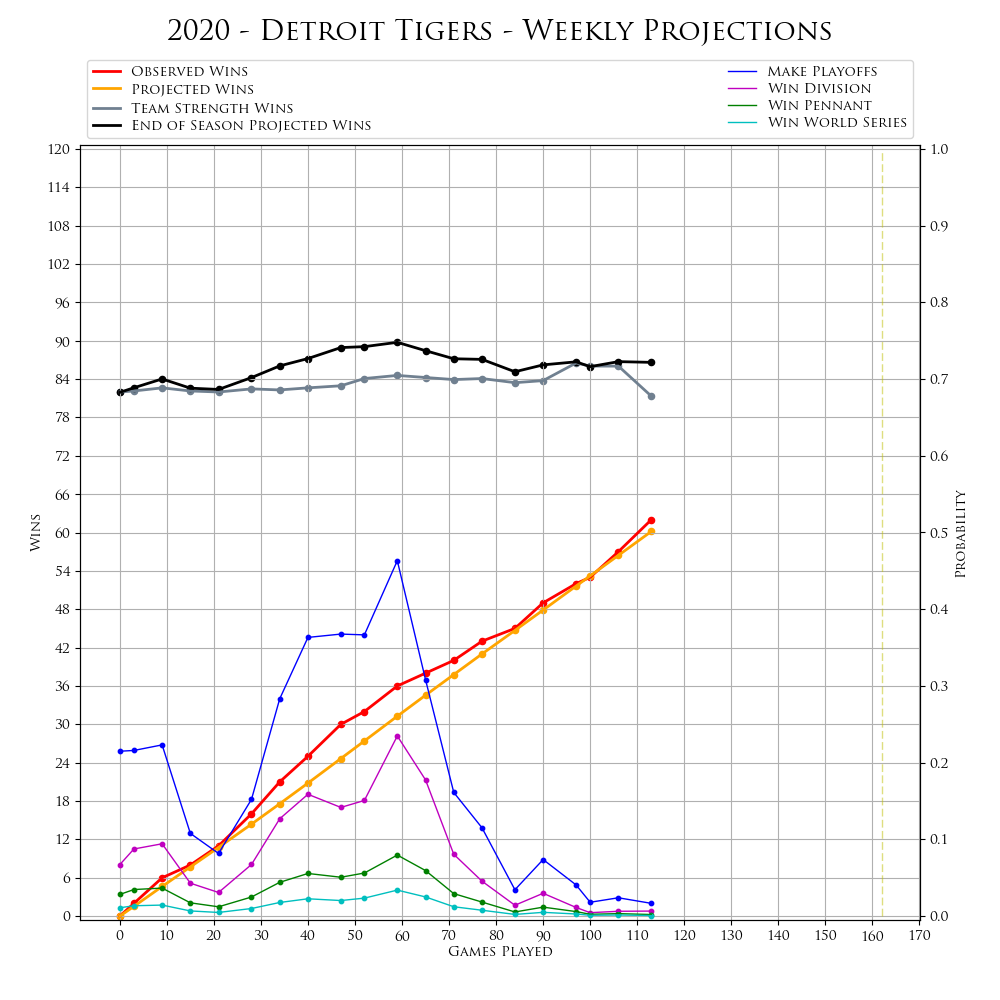 2020 - Detroit Tigers - Weekly Projections
Observed Wins
Projected Wins
Team Strength Wins
End of Season Projected Wins
Make Playoffs
Win Division
Win Pennant
Win World Series
120
114
108
102
96
90
84
78
72
66
60
54
48
42
36
30
24
18
12
6
0
Wins
1.0
0.9
0.8
0.7
0.6
0.5
0.4
0.3
0.2
0.1
0.0
Probability
0 10 20 30 40 50 60 70 80 90 100 110 120 130 140 150 160 170
Games Played